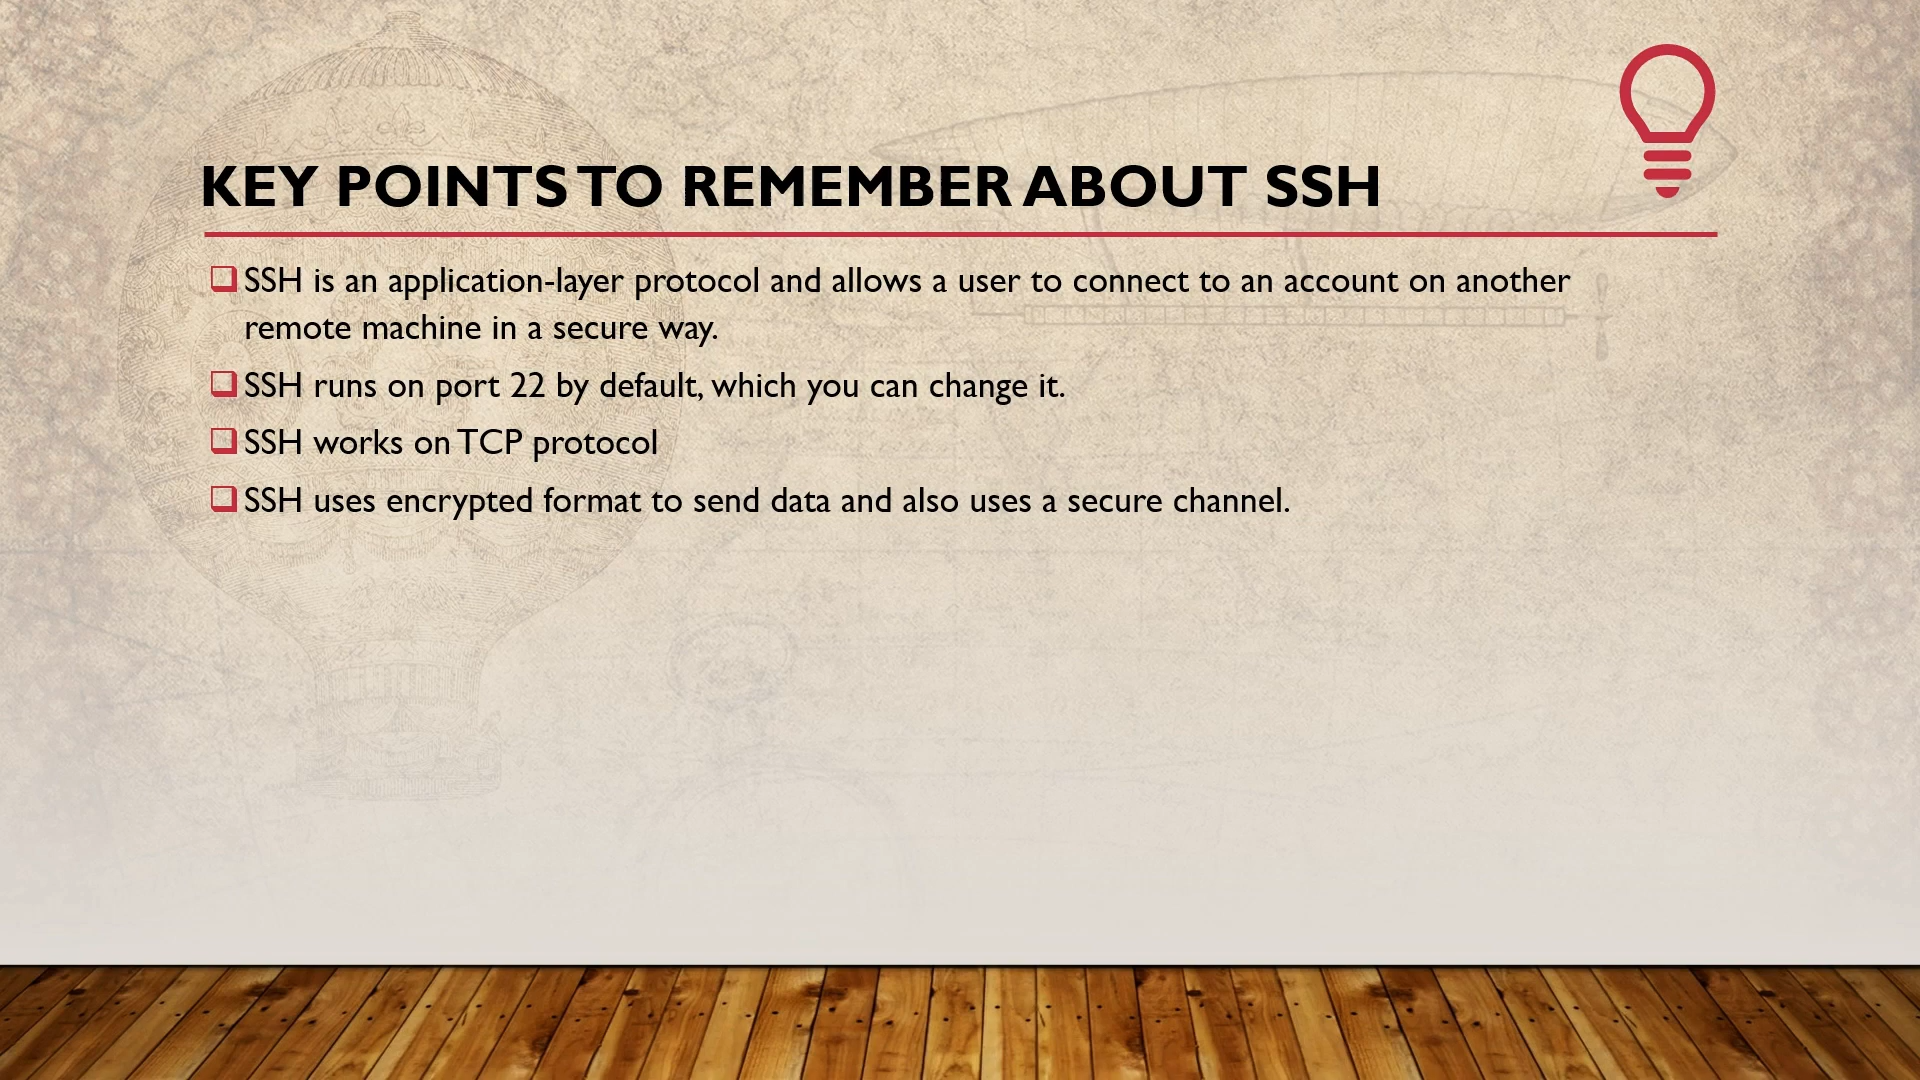 KEY POINTS TO REMEMBER ABOUT SSH
SSH is an application-layer protocol and allows a user to connect to an account on another
remote machine in a secure way.
SSH runs on port 22 by default, which you can change it.
SSH works on TCP protocol
SSH uses encrypted format to send data and also uses a secure channel.